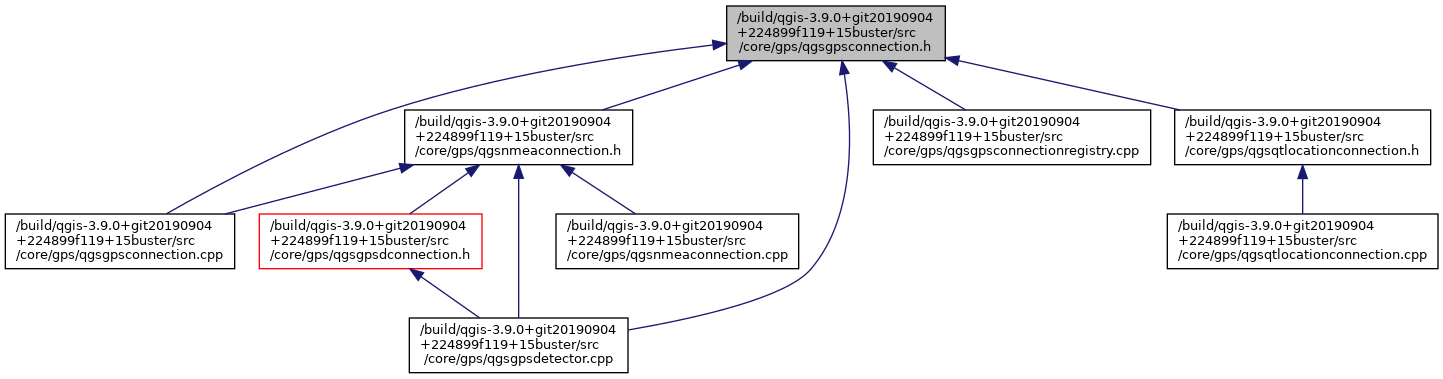 /build/qgis-3.9.0+git20190904
+224899f119+15buster/src
/core/gps/qgsgpsconnection.h
/build/qgis-3.9.0+git20190904
+224899f119+15buster/src
/core/gps/qgsnmeaconnection.h
/build/qgis-3.9.0+git20190904
+224899f119+15buster/src
/core/gps/qgsgpsconnectionregistry.cpp
/build/qgis-3.9.0+git20190904
+224899f119+15buster/src
/core/gps/qgsqtlocationconnection.h
/build/qgis-3.9.0+git20190904
+224899f119+15buster/src
/core/gps/qgsgpsconnection.cpp
/build/qgis-3.9.0+git20190904
+224899f119+15buster/src
/core/gps/qgsgpsdconnection.h
/build/qgis-3.9.0+git20190904
+224899f119+15buster/src
/core/gps/qgsnmeaconnection.cpp
/build/qgis-3.9.0+git20190904
+224899f119+15buster/src
/core/gps/qgsqtlocationconnection.cpp
/build/qgis-3.9.0+git20190904
+224899f119+15buster/src
/core/gps/qgsgpsdetector.cpp